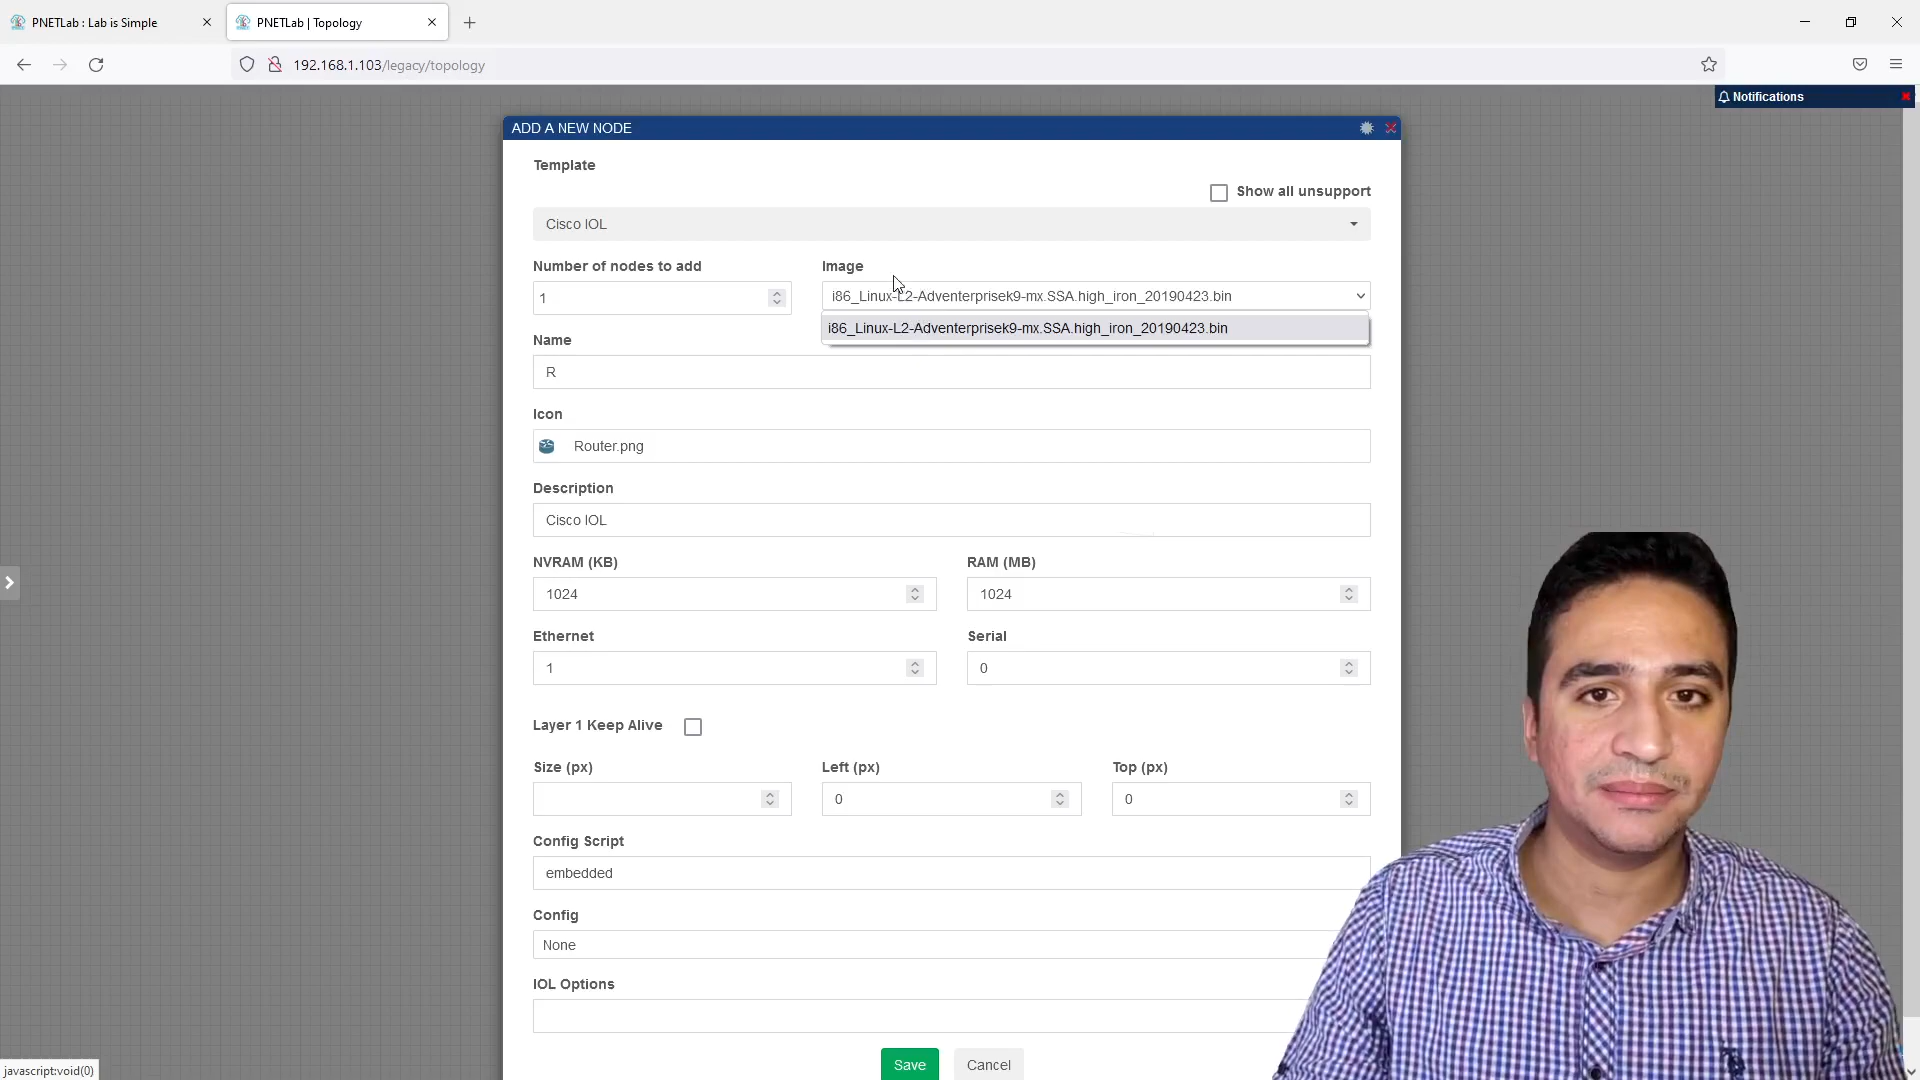 PNETLab : Lab is Simple
PNETLab | Topology
192.168.1.103/legacy/topology
Notifications
ADD A NEW NODE
Template
Show all unsupport
Cisco IOL
Number of nodes to add
Image
1
i86_Linux-L2-Adventerprisek9-mx.SSA.high_iron_20190423.bin
i86_Linux-L2-Adventerprisek9-mx.SSA.high_iron_20190423.bin
Name
R
Icon
Router.png
Description
Cisco IOL
NVRAM (KB)
RAM (MB)
1024
1024
Ethernet
Serial
1
0
Layer 1 Keep Alive
Size (px)
Left (px)
Top (px)
0
0
Config Script
embedded
Config
None
IOL Options
Save
Cancel
javascript:void(0)